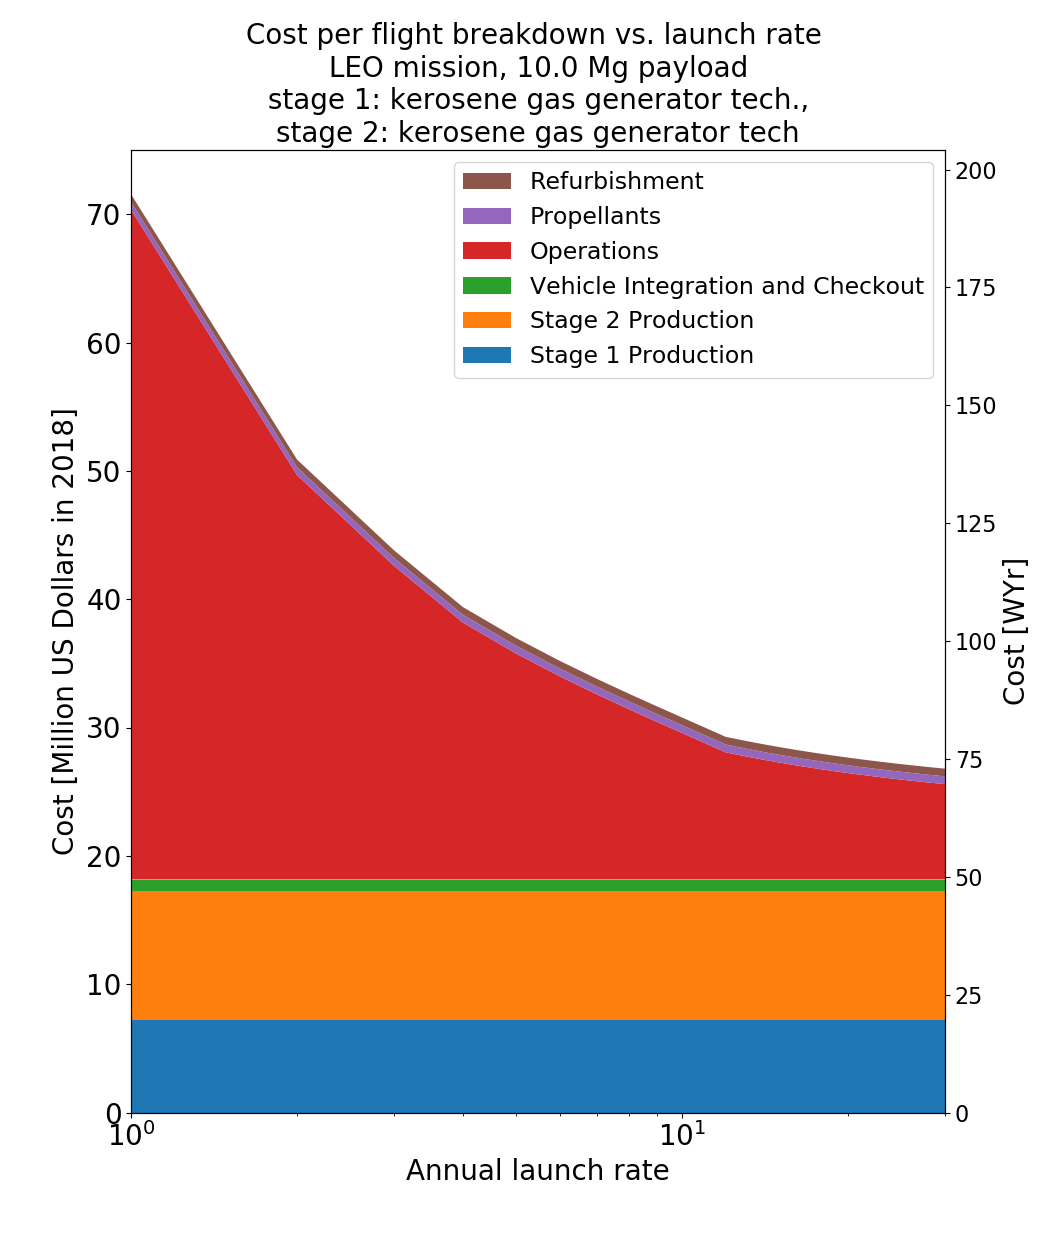 Cost per flight breakdown vs. launch rate
LEO mission, 10.0 Mg payload
stage 1: kerosene gas generator tech.,
stage 2: kerosene gas generator tech
Refurbishment
Propellants
Operations
Vehicle Integration and Checkout
Stage 2 Production
Stage 1 Production
Cost [Million US Dollars in 2018]
70
60
50
40
30
20
10
0
200
175
150
125
100
75
50
25
0
Cost [WYr]
10⁰
10¹
Annual launch rate